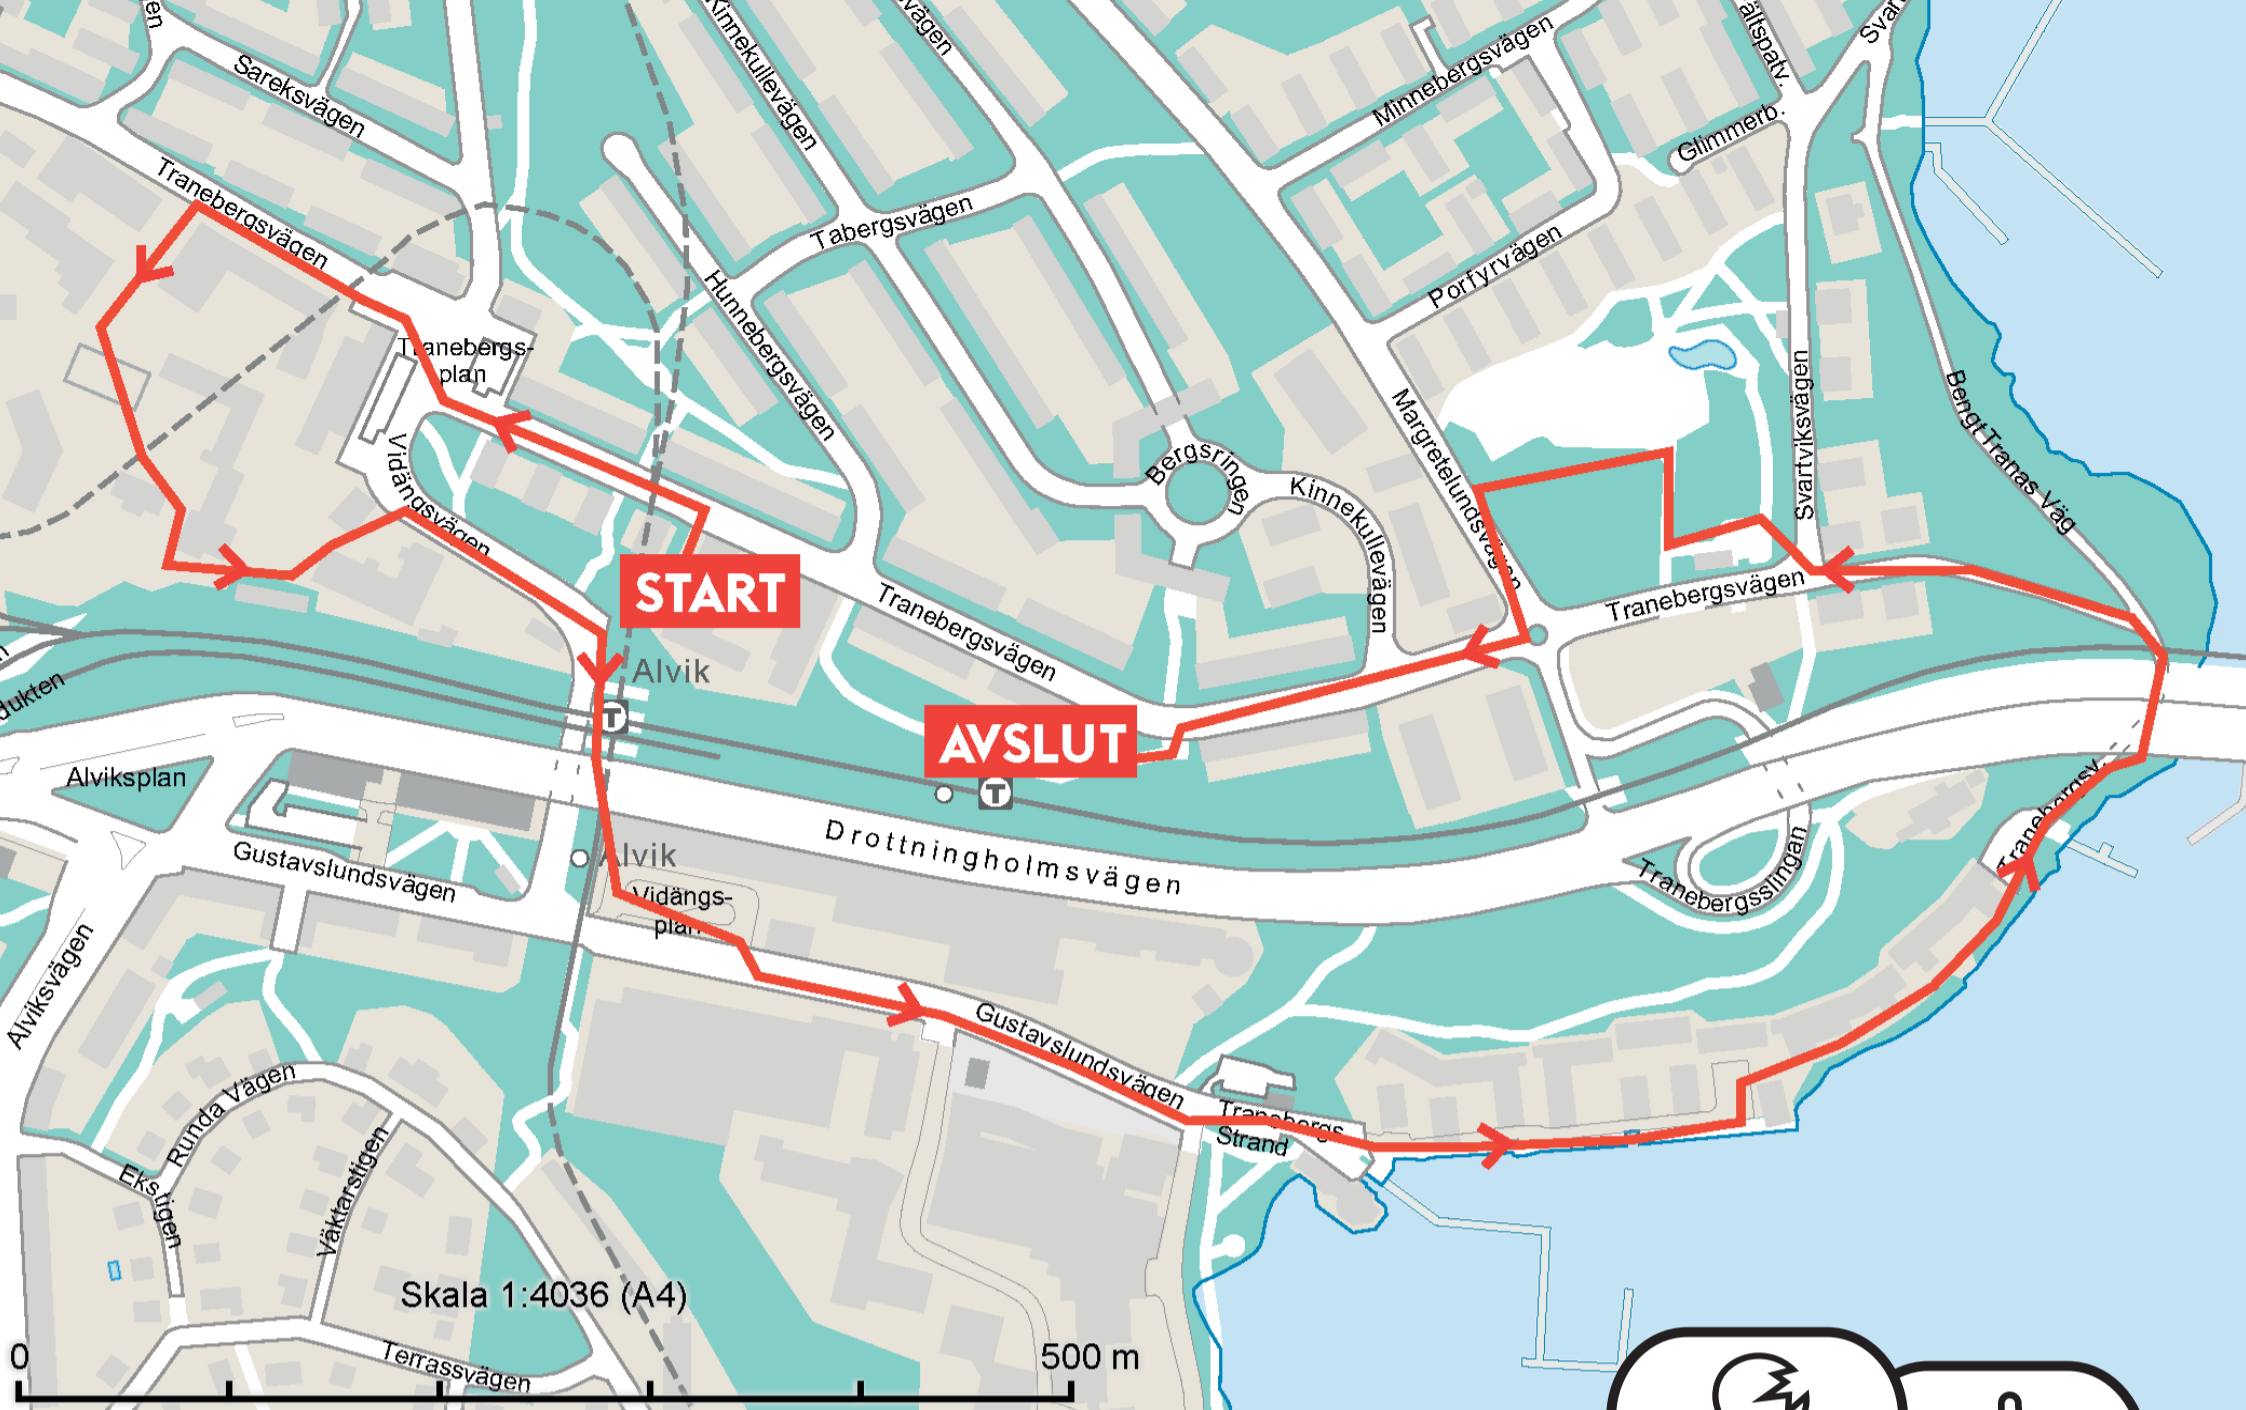 Sareksvägen
Kinnekullevägen
Minnebergsvägen
Glimmerb.
Tranebergsvägen
Tabergsvägen
Porfyrvägen
Hunnebergsvägen
Tranebergs-
plan
Margretelundsvägen
Svartviksvägen
Bengt Tranas Väg
Vidängsvägen
Bergsringen
Kinnekullevägen
START
Tranebergsvägen
Tranebergsvägen
Alvik
T
AVSLUT
T
Alviksplan
Drottningholmsvägen
Tranebergsv.
Gustavslundsvägen
Alvik
Vidängs-
plan
Tranebergsslingan
Alviksvägen
Gustavslundsvägen
Tranebergs
Strand
Runda Vägen
Ekstigen
Väktarstigen
Skala 1:4036 (A4)
Terrassvägen
0
500 m